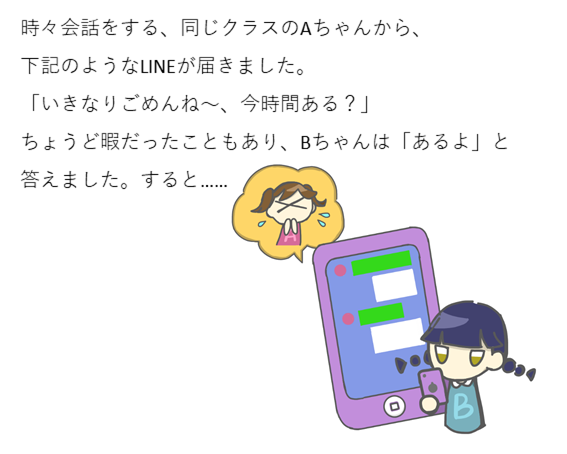 時々会話をする、同じクラスのAちゃんから、
下記のようなLINEが届きました。
「いきなりごめんね～、今時間ある？」
ちょうど暇だったこともあり、Bちゃんは「あるよ」と
答えました。すると……
A
B